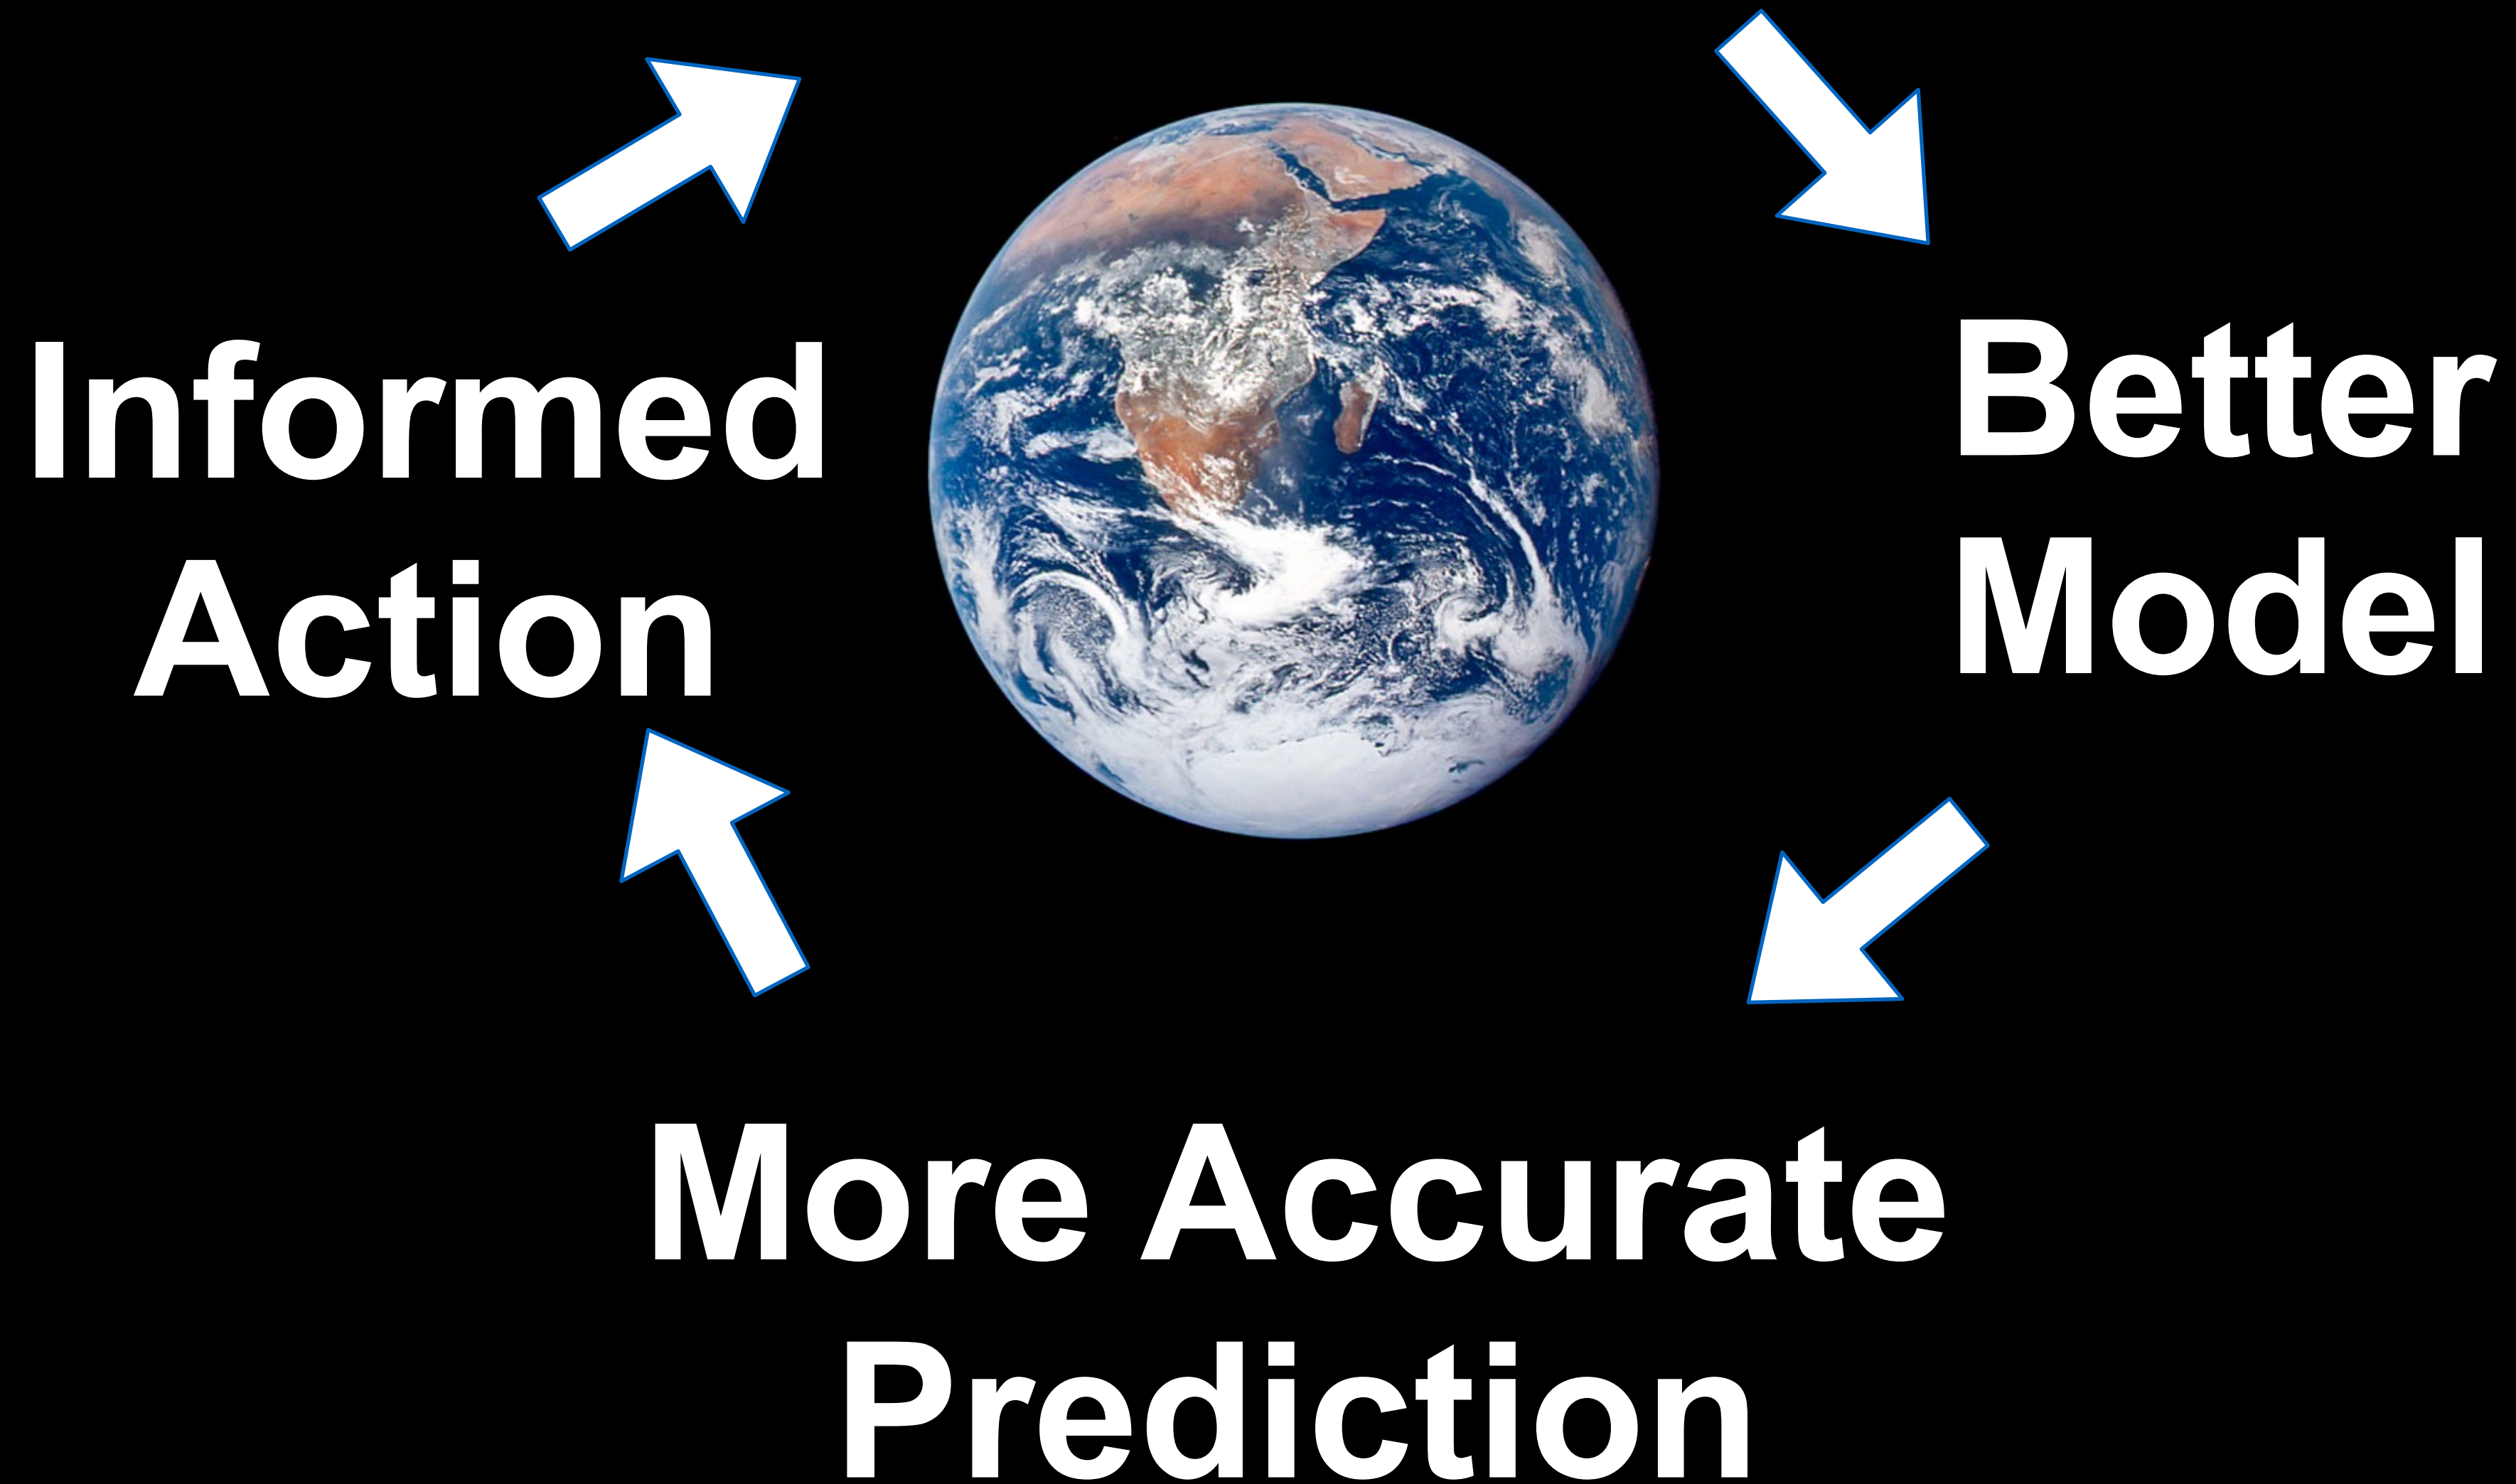 Informed
Action
Better
Model
More Accurate
Prediction